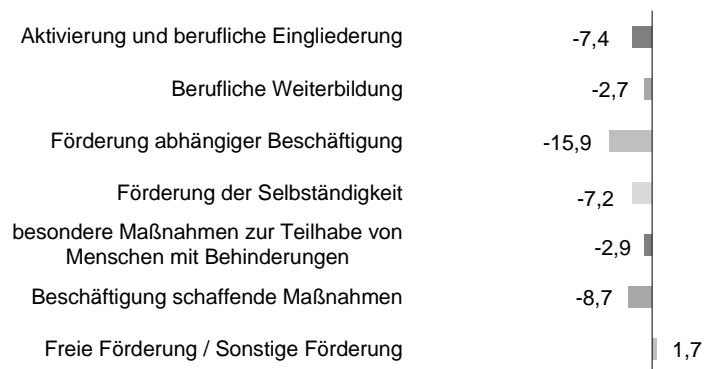 Aktivierung und berufliche Eingliederung -7,4
Berufliche Weiterbildung -2,7
Förderung abhängiger Beschäftigung -15,9
Förderung der Selbständigkeit -7,2
besondere Maßnahmen zur Teilhabe von
Menschen mit Behinderungen -2,9
Beschäftigung schaffende Maßnahmen -8,7
Freie Förderung / Sonstige Förderung 1,7